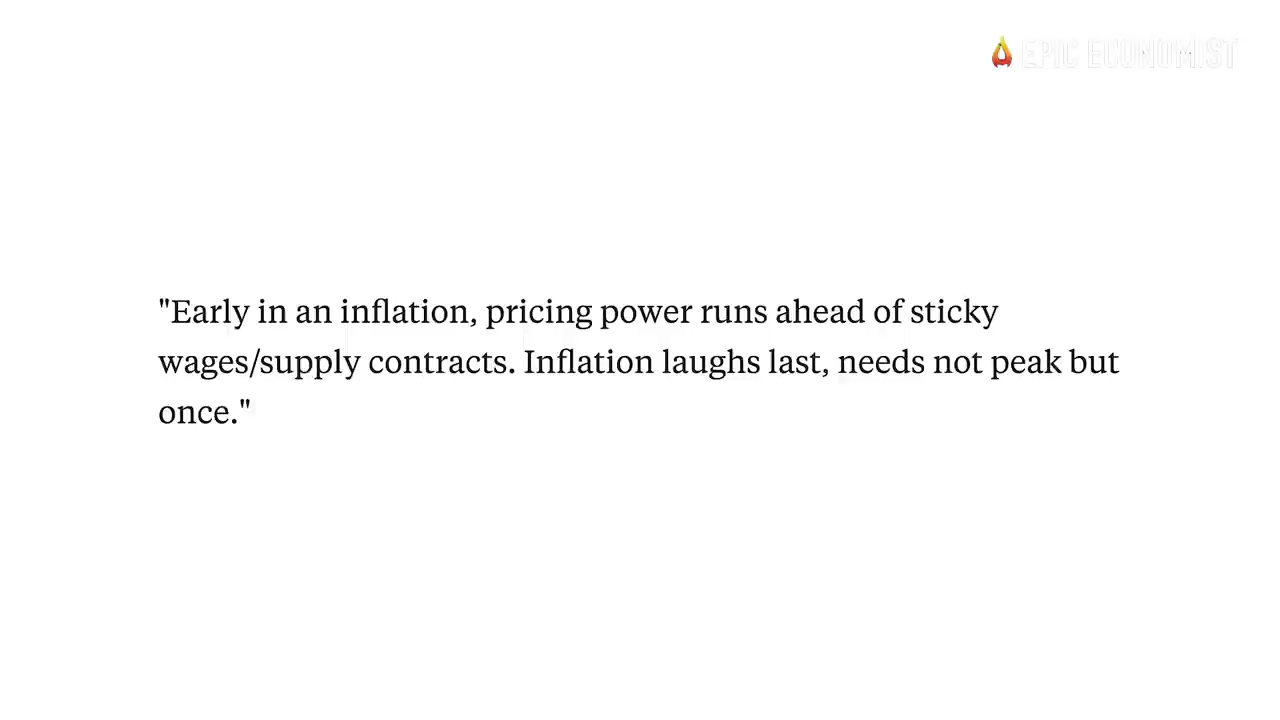 EPIC ECONOMIST
"Early in an inflation, pricing power runs ahead of sticky
wages/supply contracts. Inflation laughs last, needs not peak but
once."